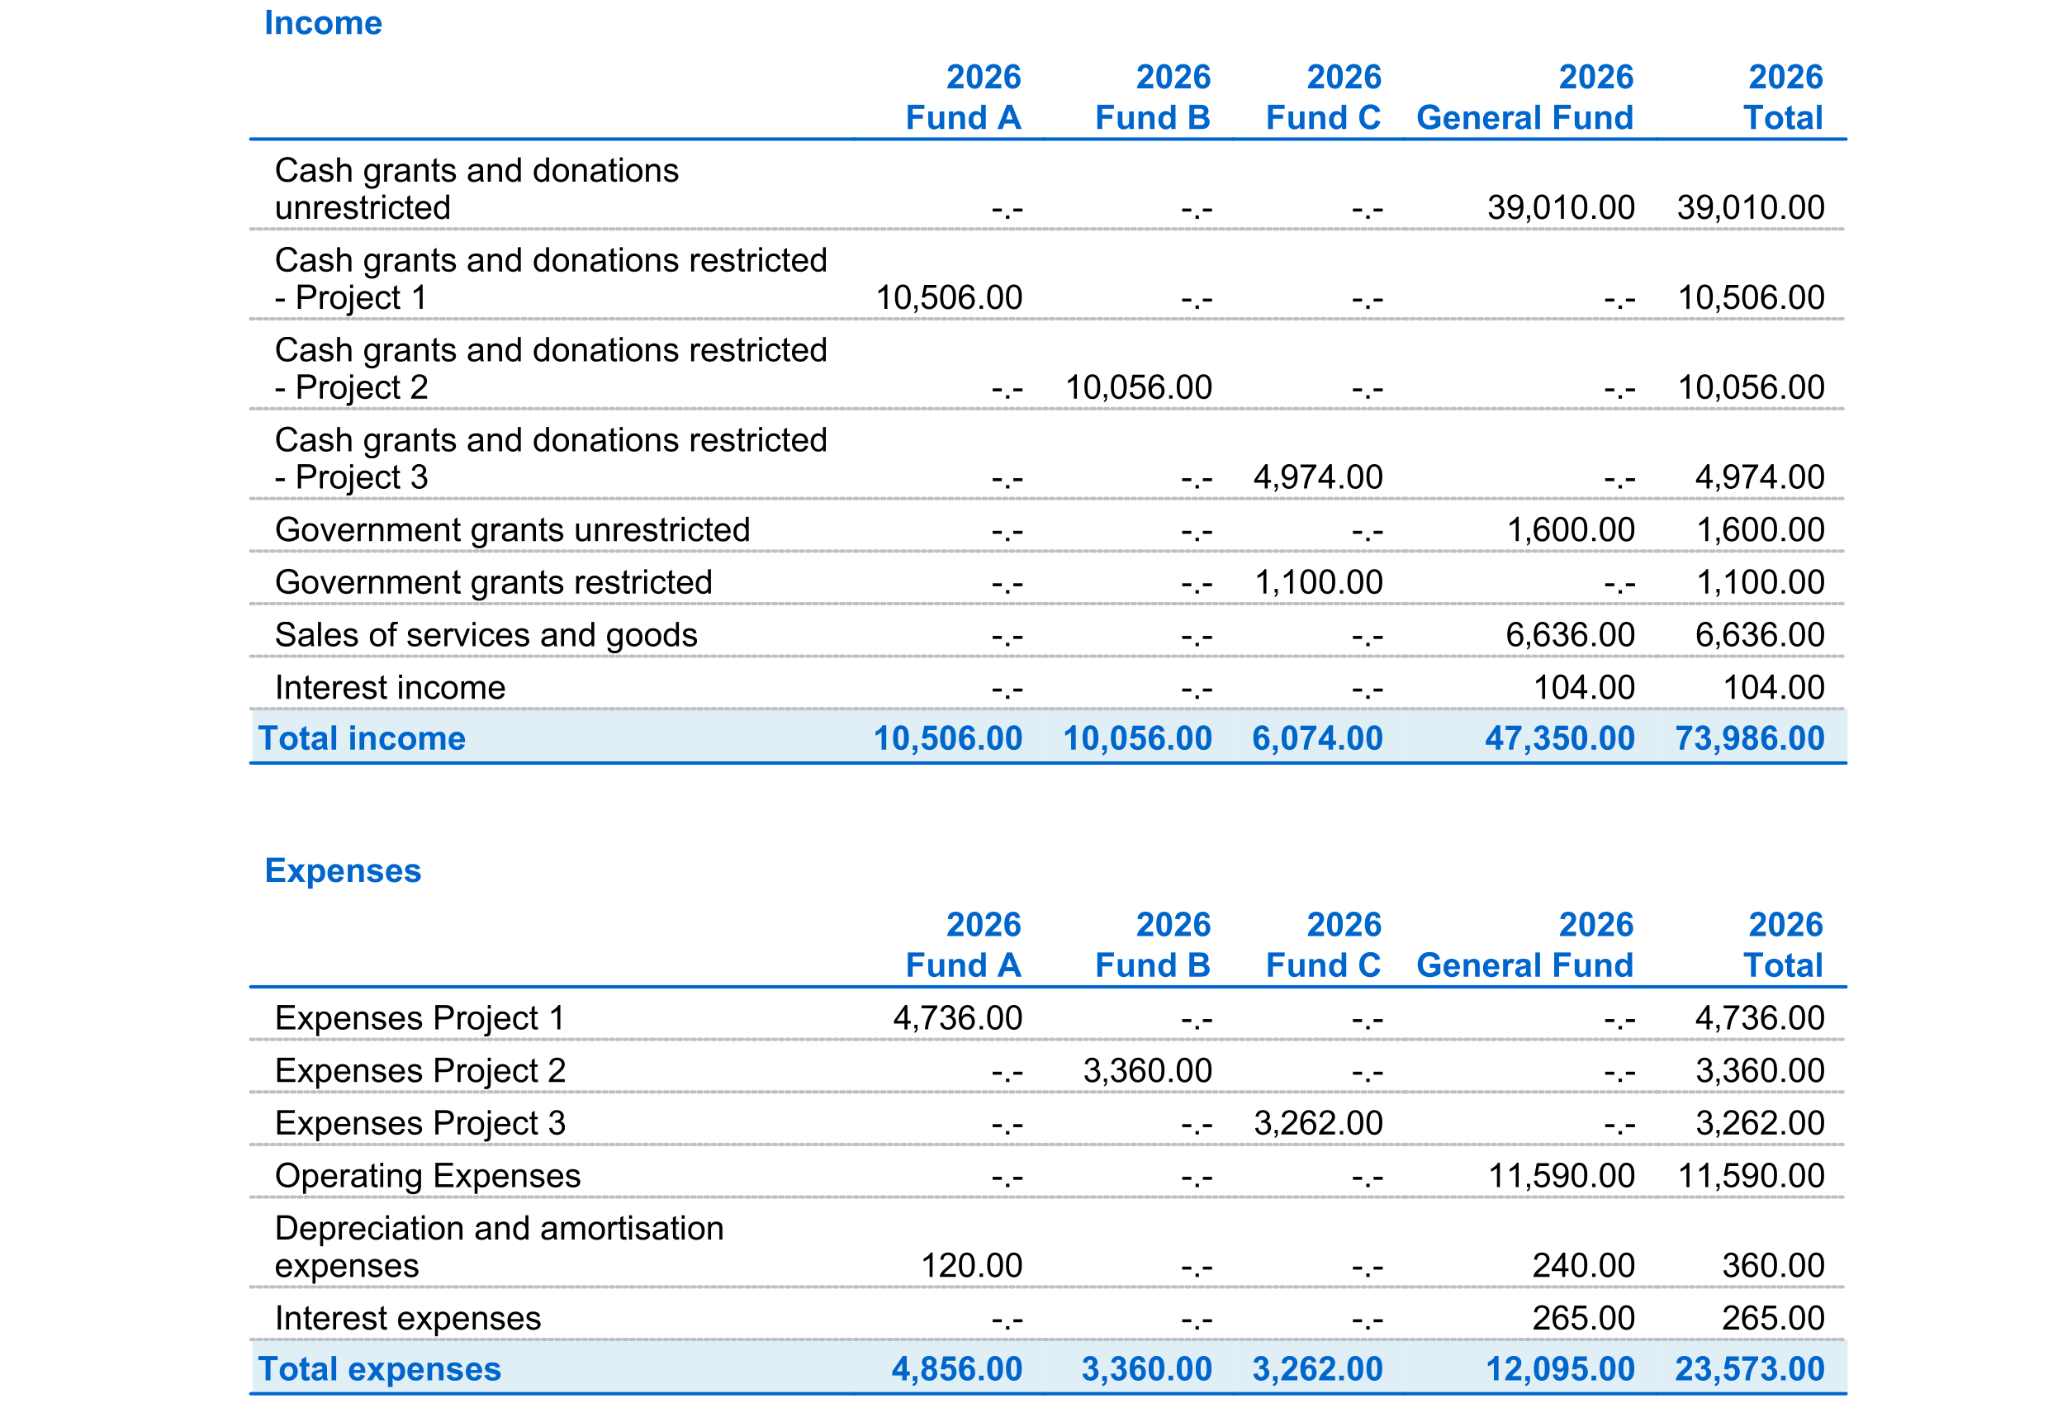 Income
2026 2026 2026 2026 2026
Fund A Fund B Fund C General Fund Total
Cash grants and donations
unrestricted -.- -.- -.- 39,010.00 39,010.00
Cash grants and donations restricted
- Project 1 10,506.00 -.- -.- -.- 10,506.00
Cash grants and donations restricted
- Project 2 -.- 10,056.00 -.- -.- 10,056.00
Cash grants and donations restricted
- Project 3 -.- -.- 4,974.00 -.- 4,974.00
Government grants unrestricted -.- -.- -.- 1,600.00 1,600.00
Government grants restricted -.- -.- 1,100.00 -.- 1,100.00
Sales of services and goods -.- -.- -.- 6,636.00 6,636.00
Interest income -.- -.- -.- 104.00 104.00
Total income 10,506.00 10,056.00 6,074.00 47,350.00 73,986.00
Expenses
2026 2026 2026 2026 2026
Fund A Fund B Fund C General Fund Total
Expenses Project 1 4,736.00 -.- -.- -.- 4,736.00
Expenses Project 2 -.- 3,360.00 -.- -.- 3,360.00
Expenses Project 3 -.- -.- 3,262.00 -.- 3,262.00
Operating Expenses -.- -.- -.- 11,590.00 11,590.00
Depreciation and amortisation
expenses 120.00 -.- -.- 240.00 360.00
Interest expenses -.- -.- -.- 265.00 265.00
Total expenses 4,856.00 3,360.00 3,262.00 12,095.00 23,573.00